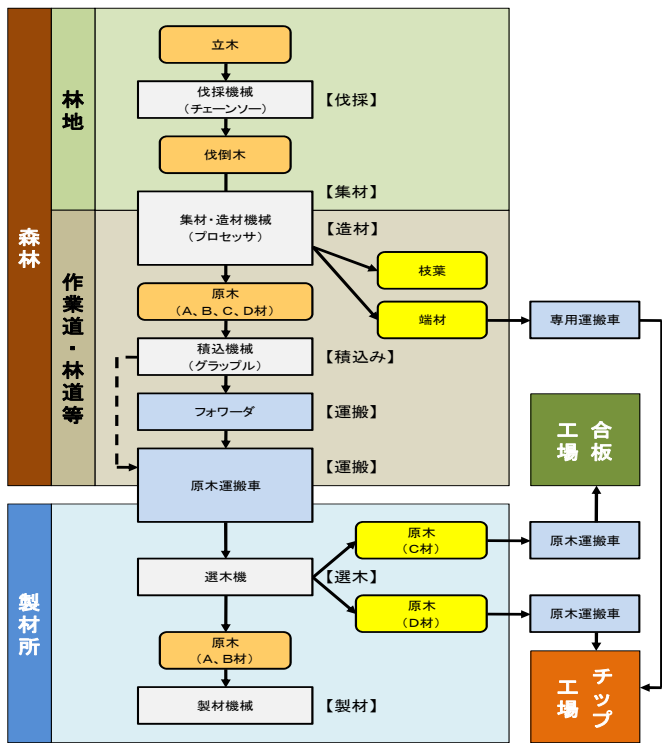 森林
林地
立木
伐採機械
(チェーンソー)
【伐採】
伐倒木
【集材】
作業道・林道等
集材・造材機械
(プロセッサ)
【造材】
枝葉
原木
(A、B、C、D材)
端材
専用運搬車
積込機械
(グラップル)
【積込み】
フォワーダ
【運搬】
原木運搬車
【運搬】
合板
工場
製材所
原木
(C材)
原木運搬車
選木機
【選木】
原木
(D材)
原木運搬車
原木
(A、B材)
チップ
工場
製材機械
【製材】